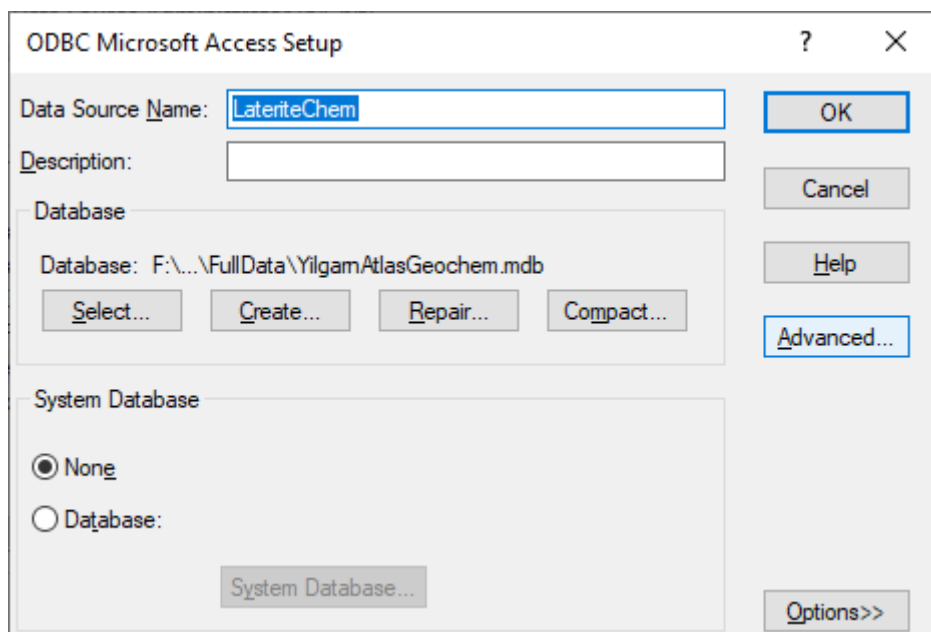 ODBC Microsoft Access Setup ? X
Data Source Name: LateriteChem OK
Description: Cancel
Database
Database: F:\...\FullData\YilgarnAtlasGeochem.mdb Help
Select... Create... Repair... Compact... Advanced...
System Database
None
Database:
System Database...
Options>>